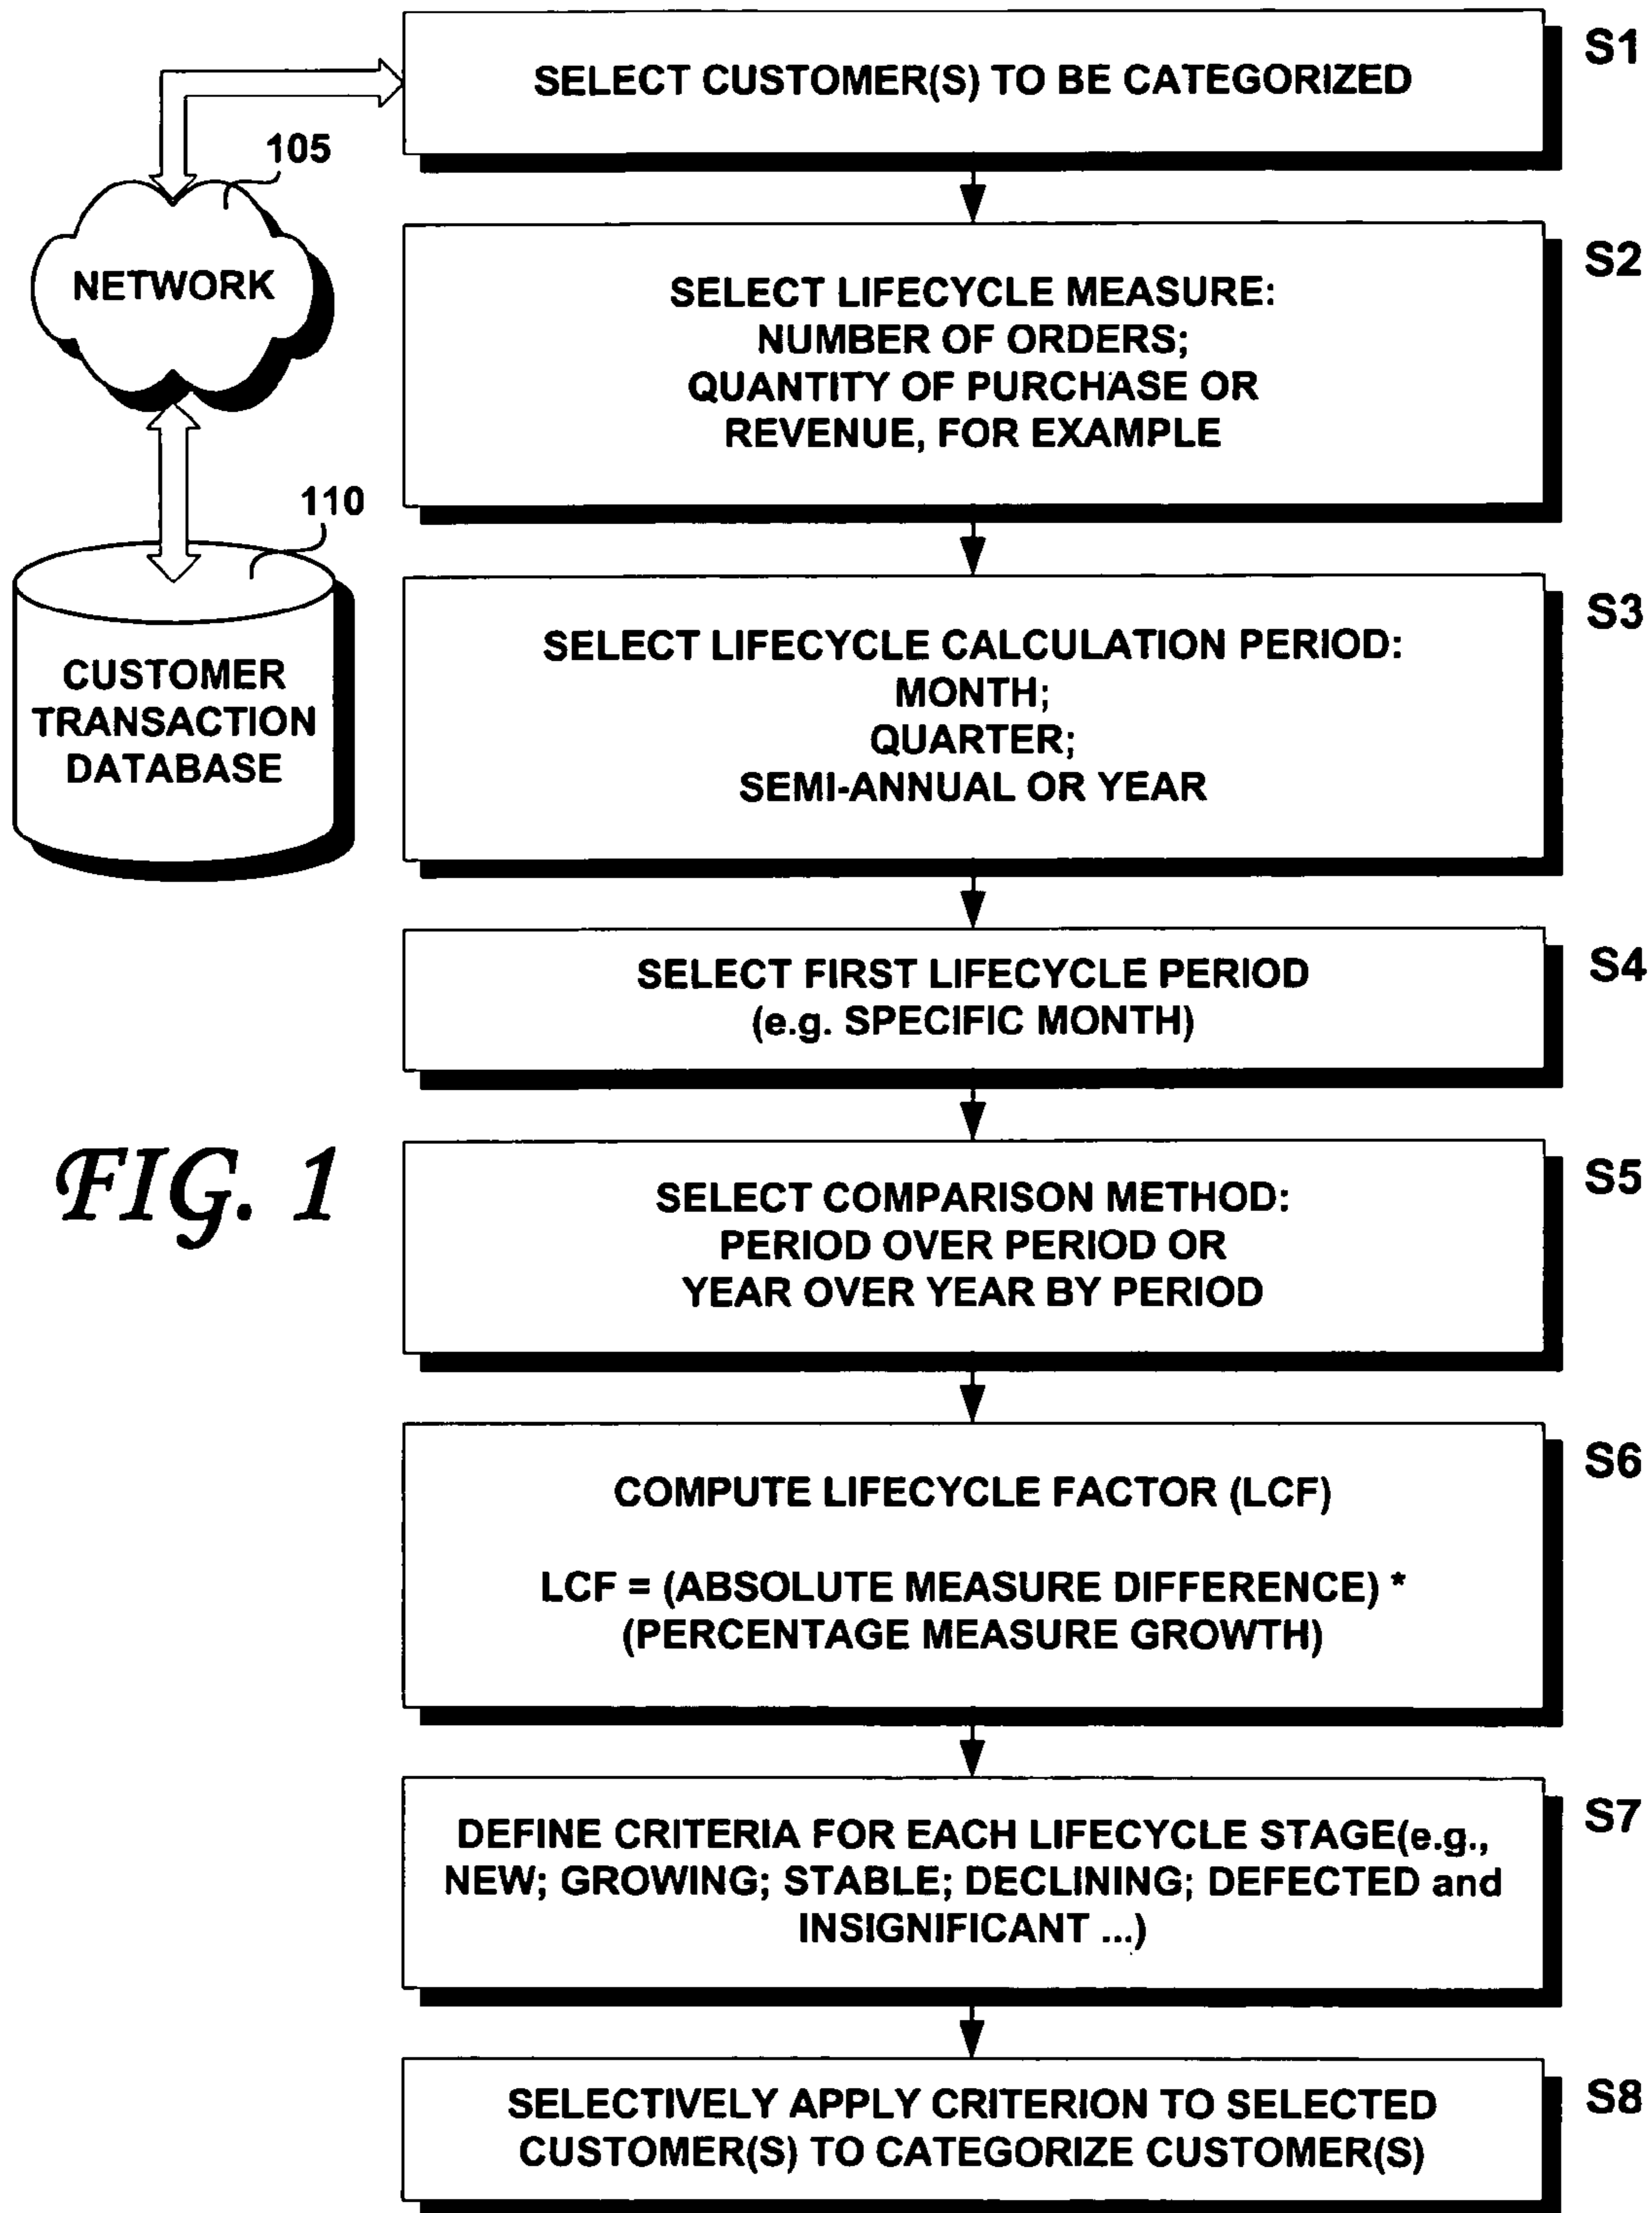 SELECT CUSTOMER(S) TO BE CATEGORIZED
S1
105
NETWORK
SELECT LIFECYCLE MEASURE:
NUMBER OF ORDERS;
QUANTITY OF PURCHASE OR
REVENUE, FOR EXAMPLE
S2
110
CUSTOMER
TRANSACTION
DATABASE
SELECT LIFECYCLE CALCULATION PERIOD:
MONTH;
QUARTER;
SEMI-ANNUAL OR YEAR
S3
SELECT FIRST LIFECYCLE PERIOD
(e.g. SPECIFIC MONTH)
S4
FIG. 1
SELECT COMPARISON METHOD:
PERIOD OVER PERIOD OR
YEAR OVER YEAR BY PERIOD
S5
COMPUTE LIFECYCLE FACTOR (LCF)
LCF = (ABSOLUTE MEASURE DIFFERENCE) *
(PERCENTAGE MEASURE GROWTH)
S6
DEFINE CRITERIA FOR EACH LIFECYCLE STAGE(e.g.,
NEW; GROWING; STABLE; DECLINING; DEFECTED and
INSIGNIFICANT ...)
S7
SELECTIVELY APPLY CRITERION TO SELECTED
CUSTOMER(S) TO CATEGORIZE CUSTOMER(S)
S8